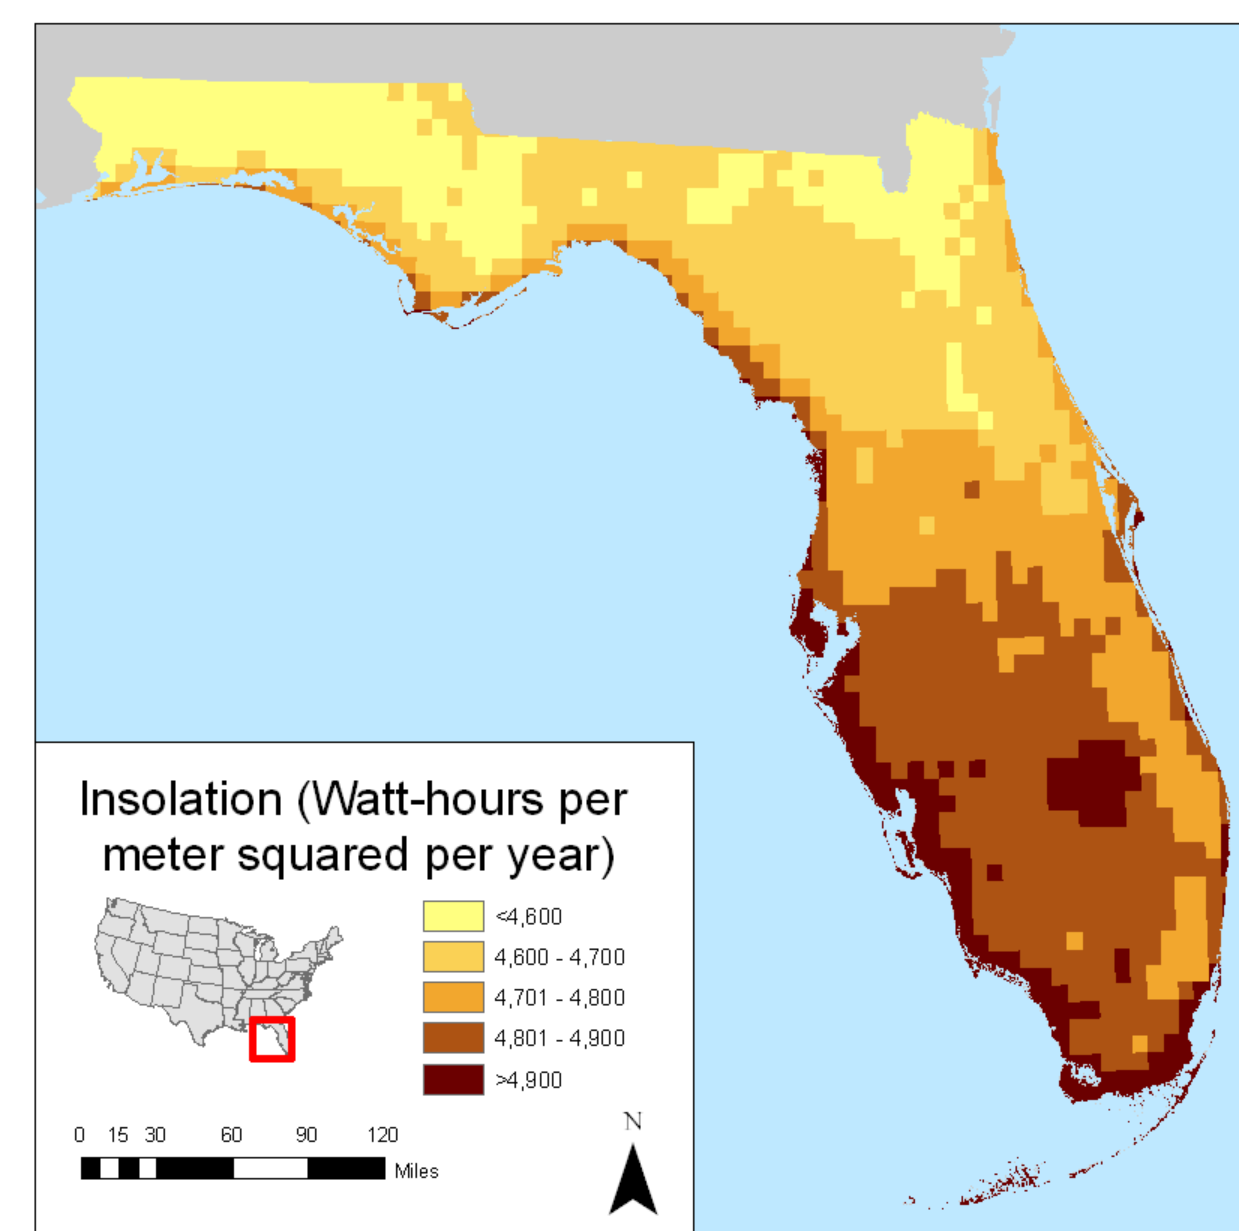 Insolation (Watt-hours per
meter squared per year)
<4,600
4,600 - 4,700
4,701 - 4,800
4,801 - 4,900
>4,900
N
0 15 30 60 90 120
Miles